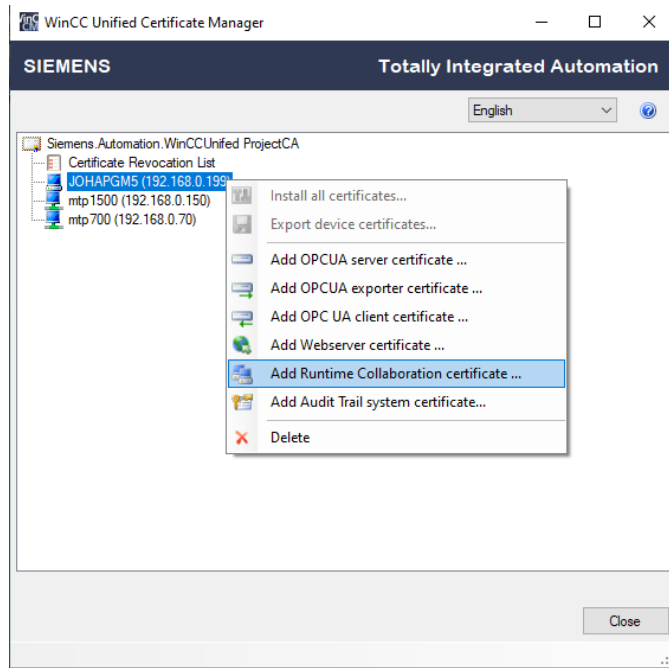 WinCC Unified Certificate Manager
SIEMENS
Totally Integrated Automation
English
Siemens.Automation.WinCCUnifed ProjectCA
Certificate Revocation List
JOHAPGM5 (192.168.0.199)
mtp1500 (192.168.0.150)
mtp700 (192.168.0.70)
Install all certificates...
Export device certificates...
Add OPCUA server certificate ...
Add OPCUA exporter certificate ...
Add OPC UA client certificate ...
Add Webserver certificate ...
Add Runtime Collaboration certificate ...
Add Audit Trail system certificate...
Delete
Close